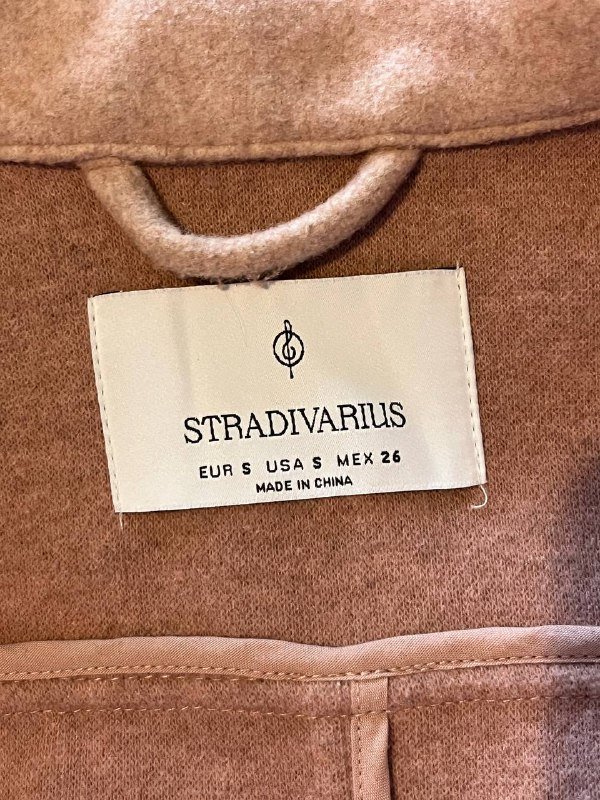 STRADIVARIUS
EUR S USA S MEX 26
MADE IN CHINA